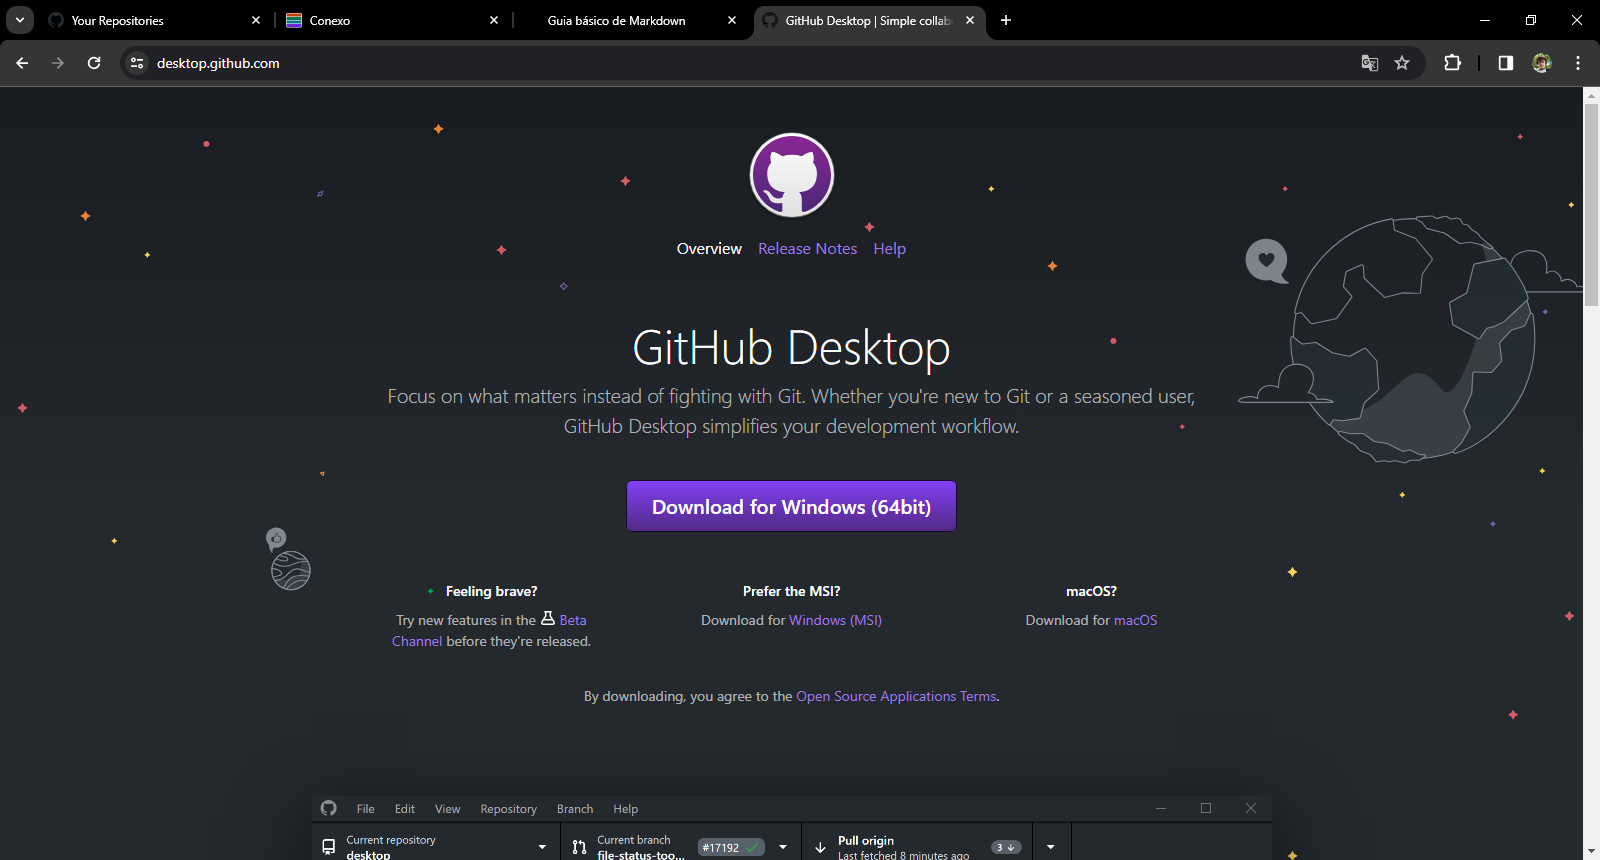 Your Repositories
Conexo
Guia básico de Markdown
GitHub Desktop | Simple collab
desktop.github.com
Overview Release Notes Help
GitHub Desktop
Focus on what matters instead of fighting with Git. Whether you're new to Git or a seasoned user,
GitHub Desktop simplifies your development workflow.
Download for Windows (64bit)
Feeling brave?
Try new features in the Beta
Channel before they're released.
Prefer the MSI?
Download for Windows (MSI)
macOS?
Download for macOS
By downloading, you agree to the Open Source Applications Terms.
File Edit View Repository Branch Help
Current repository
desktop
Current branch
file-status-too...
#17192
Pull origin
Last fetched 8 minutes ago
3